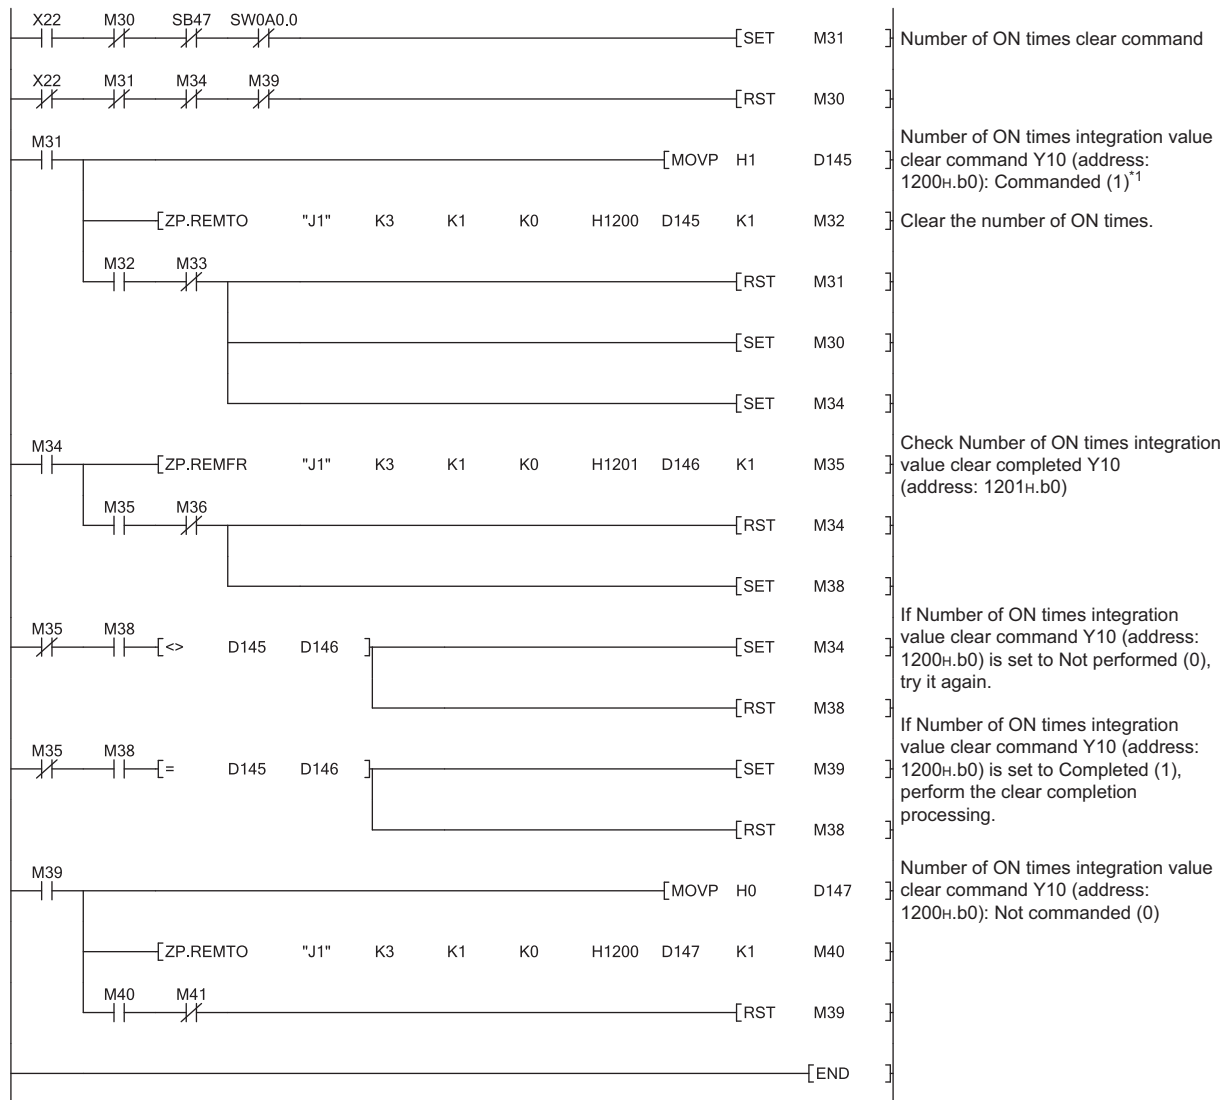 X22 M30 SB47 SW0A0.0
[SET M31 ] Number of ON times clear command
X22 M31 M34 M39
[RST M30 ]
M31
[MOVP H1 D145 ] Number of ON times integration value
clear command Y10 (address:
1200H.b0): Commanded (1)*1
[ZP.REMTO "J1" K3 K1 K0 H1200 D145 K1 M32 ] Clear the number of ON times.
M32 M33
[RST M31 ]
[SET M30 ]
[SET M34 ]
M34
[ZP.REMFR "J1" K3 K1 K0 H1201 D146 K1 M35 ] Check Number of ON times integration
value clear completed Y10
(address: 1201H.b0)
M35 M36
[RST M34 ]
[SET M38 ]
M35 M38
[<> D145 D146 ] [SET M34 ] If Number of ON times integration
value clear command Y10 (address:
1200H.b0) is set to Not performed (0),
try it again.
[RST M38 ]
M35 M38
[= D145 D146 ] [SET M39 ] If Number of ON times integration
value clear command Y10 (address:
1200H.b0) is set to Completed (1),
perform the clear completion
processing.
[RST M38 ]
M39
[MOVP H0 D147 ] Number of ON times integration value
clear command Y10 (address:
1200H.b0): Not commanded (0)
[ZP.REMTO "J1" K3 K1 K0 H1200 D147 K1 M40 ]
M40 M41
[RST M39 ]
[END ]